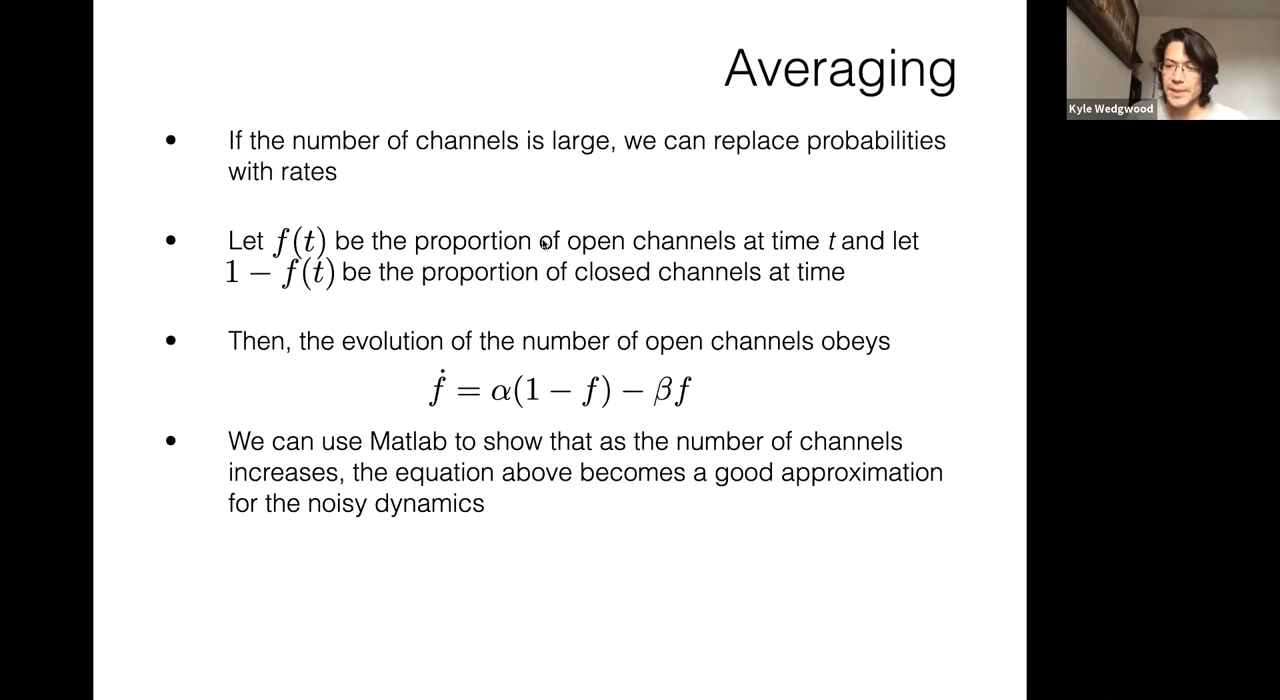 Averaging
Kyle Wedgwood
• If the number of channels is large, we can replace probabilities
with rates
• Let f(t) be the proportion of open channels at time t and let
1 − f(t) be the proportion of closed channels at time
• Then, the evolution of the number of open channels obeys
ḟ = α(1 − f) − βf
• We can use Matlab to show that as the number of channels
increases, the equation above becomes a good approximation
for the noisy dynamics